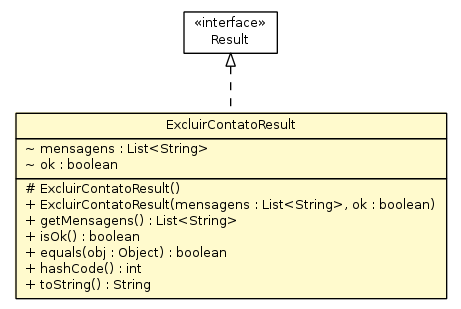 «interface»
Result
ExcluirContatoResult
~ mensagens : List<String>
~ ok : boolean
# ExcluirContatoResult()
+ ExcluirContatoResult(mensagens : List<String>, ok : boolean)
+ getMensagens() : List<String>
+ isOk() : boolean
+ equals(obj : Object) : boolean
+ hashCode() : int
+ toString() : String